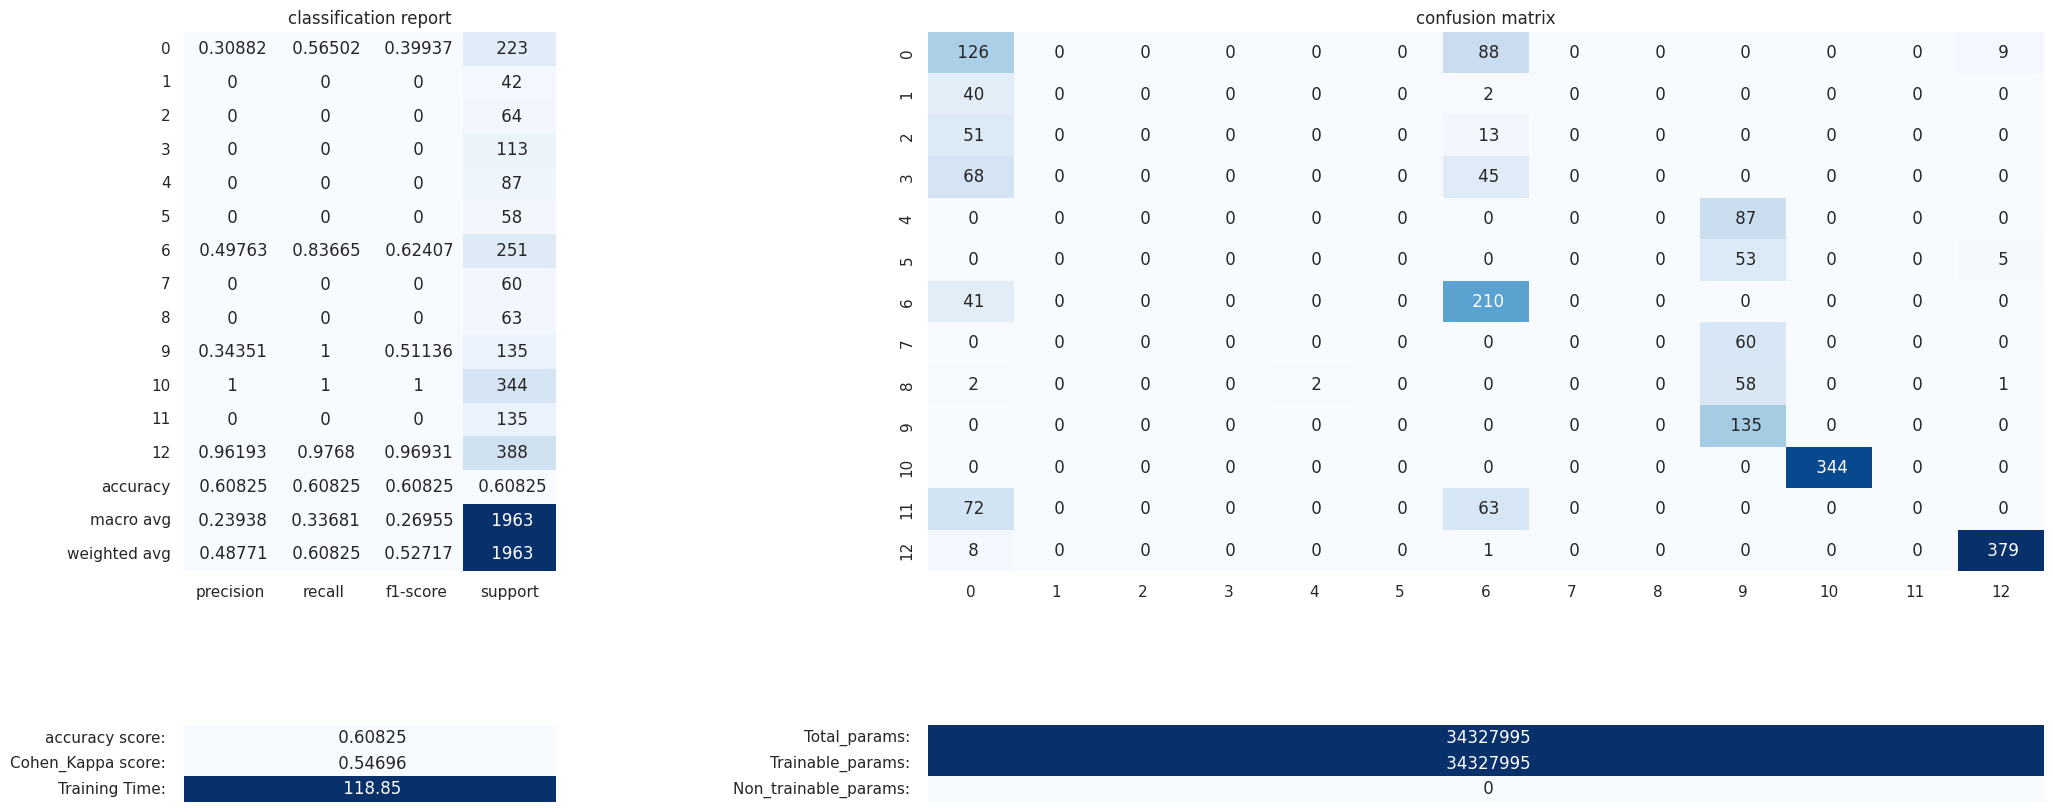 classification report
0 0.30882 0.56502 0.39937 223
1 0 0 0 42
2 0 0 0 64
3 0 0 0 113
4 0 0 0 87
5 0 0 0 58
6 0.49763 0.83665 0.62407 251
7 0 0 0 60
8 0 0 0 63
9 0.34351 1 0.51136 135
10 1 1 1 344
11 0 0 0 135
12 0.96193 0.9768 0.96931 388
accuracy 0.60825 0.60825 0.60825 0.60825
macro avg 0.23938 0.33681 0.26955 1963
weighted avg 0.48771 0.60825 0.52717 1963
precision recall f1-score support
confusion matrix
0 126 0 0 0 0 0 88 0 0 0 0 0 9
1 40 0 0 0 0 0 2 0 0 0 0 0 0
2 51 0 0 0 0 0 13 0 0 0 0 0 0
3 68 0 0 0 0 0 45 0 0 0 0 0 0
4 0 0 0 0 0 0 0 0 0 87 0 0 0
5 0 0 0 0 0 0 0 0 0 53 0 0 5
6 41 0 0 0 0 0 210 0 0 0 0 0 0
7 0 0 0 0 0 0 0 0 0 60 0 0 0
8 2 0 0 0 2 0 0 0 0 58 0 0 1
9 0 0 0 0 0 0 0 0 0 135 0 0 0
10 0 0 0 0 0 0 0 0 0 0 344 0 0
11 72 0 0 0 0 0 63 0 0 0 0 0 0
12 8 0 0 0 0 0 1 0 0 0 0 0 379
0 1 2 3 4 5 6 7 8 9 10 11 12
accuracy score: 0.60825
Cohen_Kappa score: 0.54696
Training Time: 118.85
Total_params: 34327995
Trainable_params: 34327995
Non_trainable_params: 0